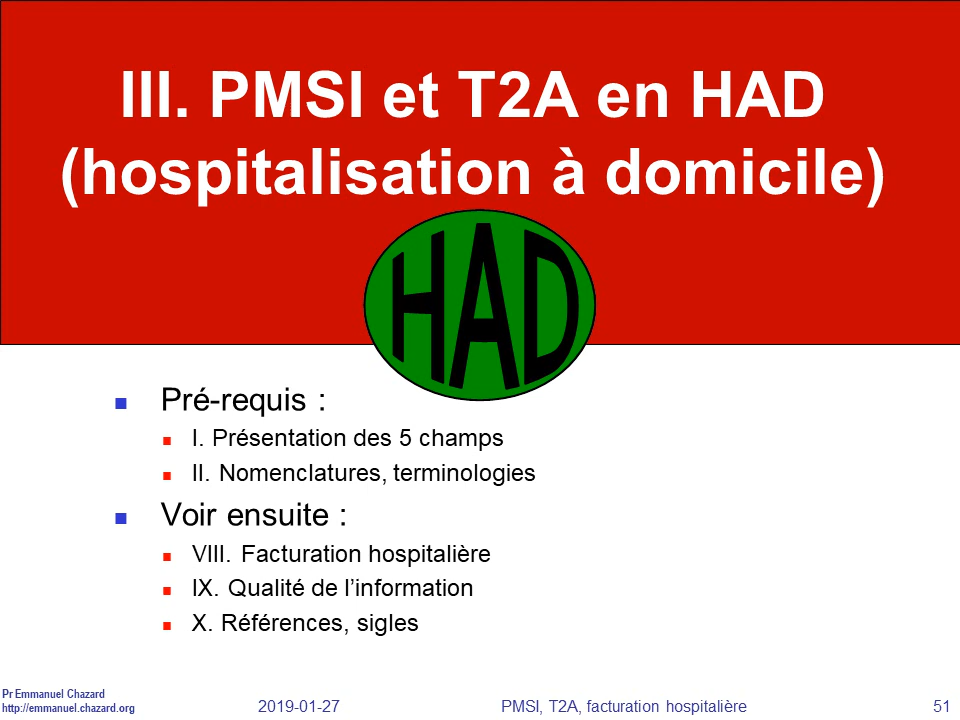 III. PMSI et T2A en HAD
(hospitalisation à domicile)
HAD
Pré-requis :
I. Présentation des 5 champs
II. Nomenclatures, terminologies
Voir ensuite :
VIII. Facturation hospitalière
IX. Qualité de l’information
X. Références, sigles
Pr Emmanuel Chazard
http://emmanuel.chazard.org
2019-01-27
PMSI, T2A, facturation hospitalière
51